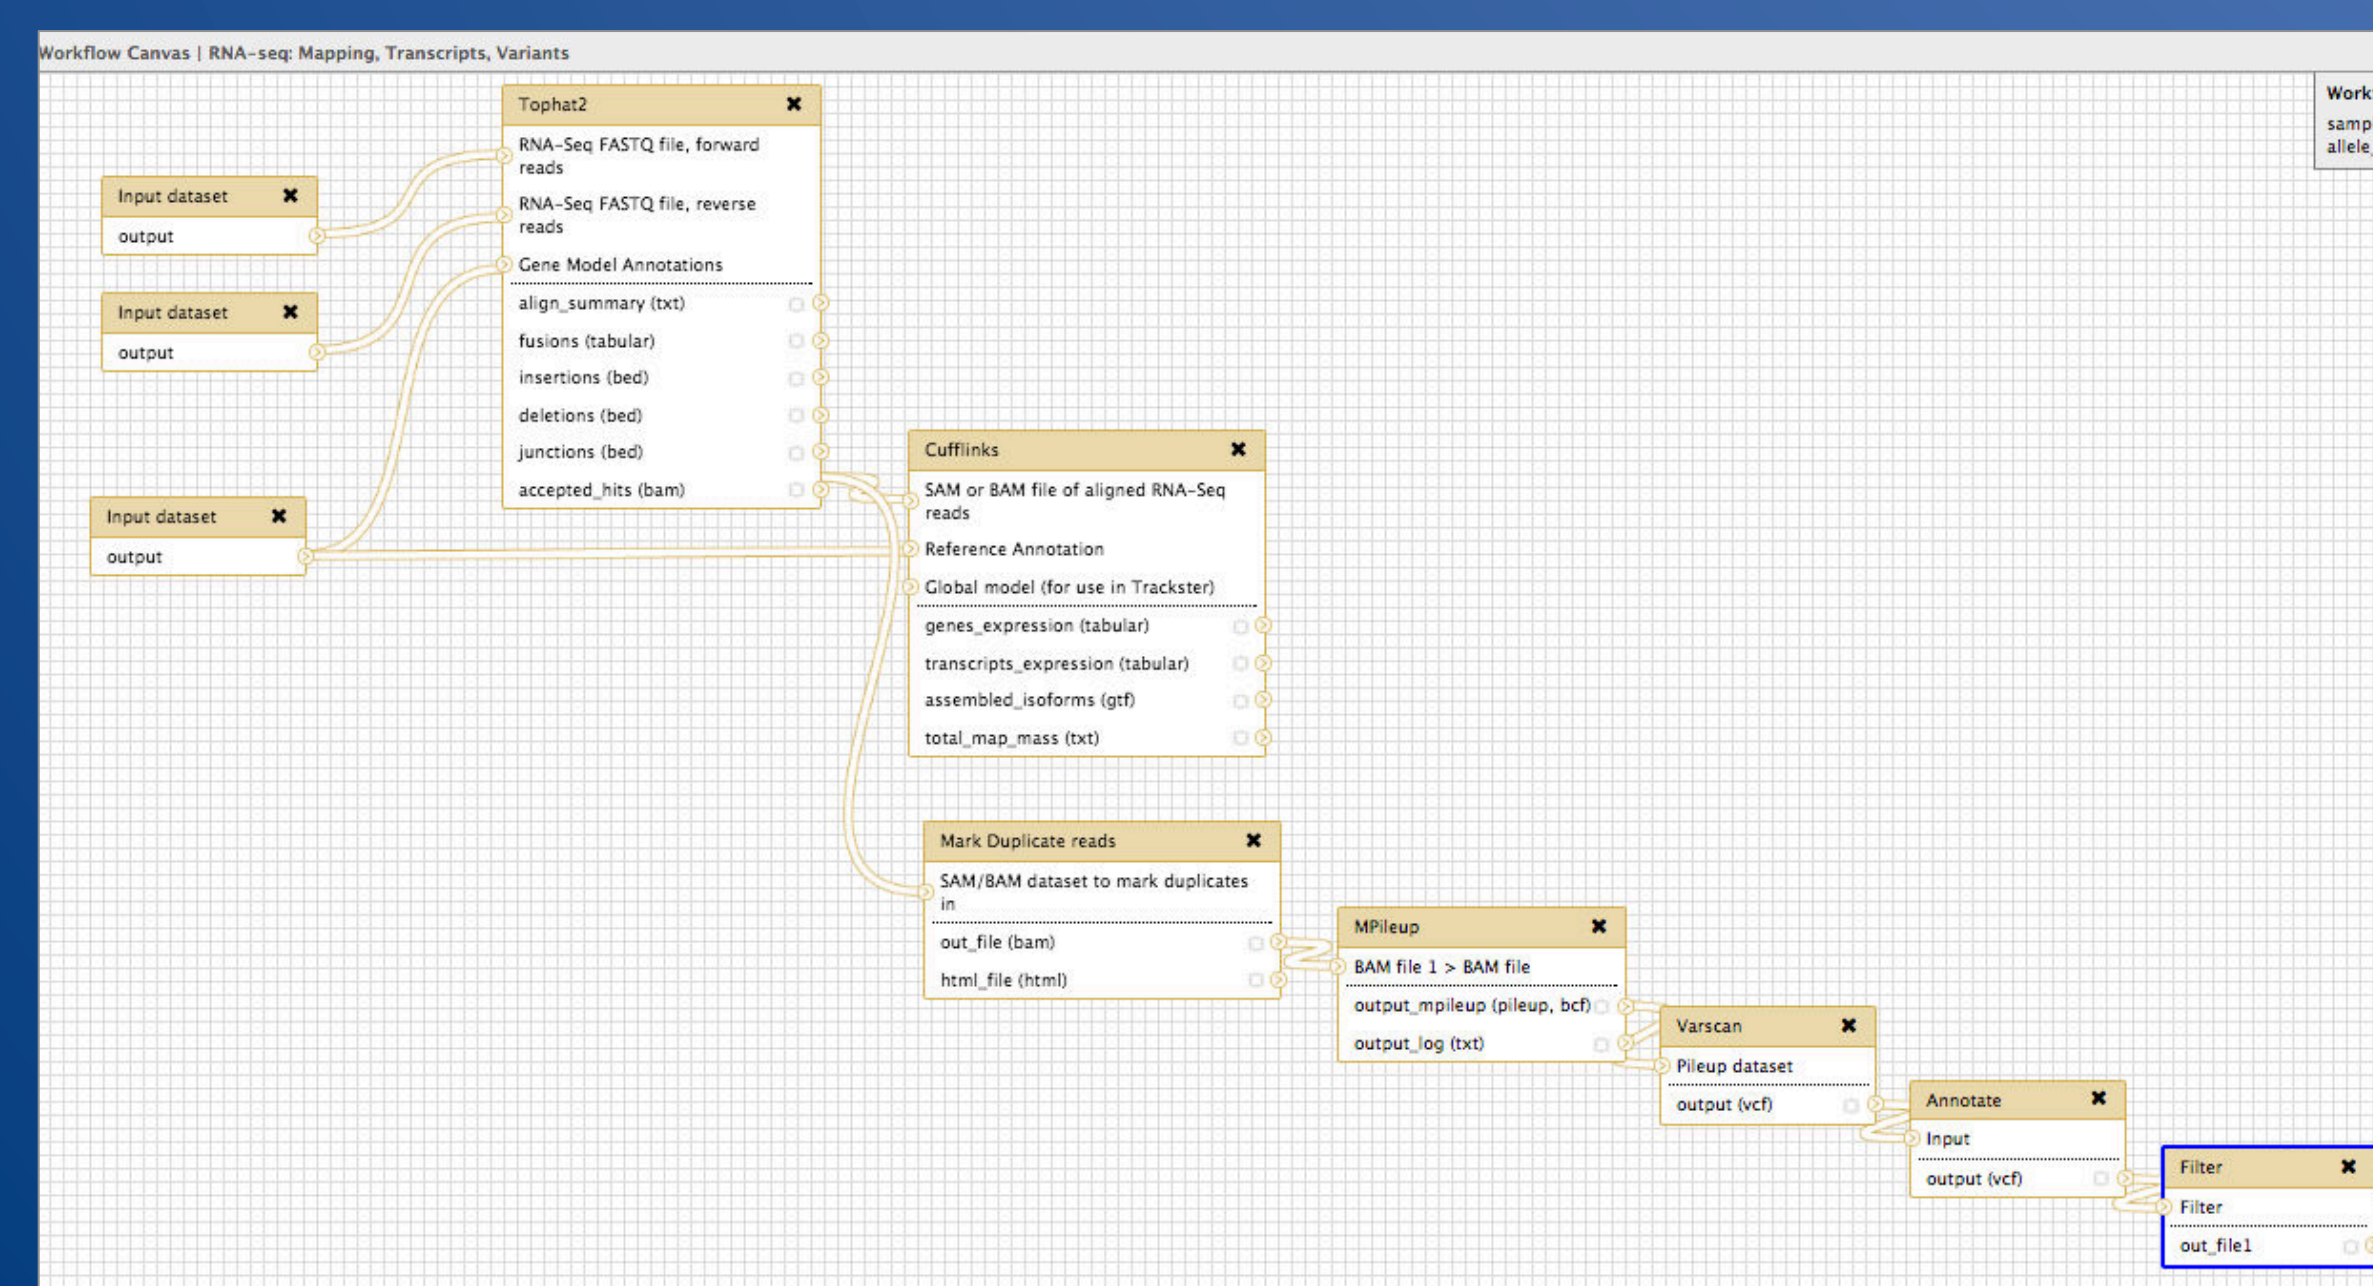 Workflow Canvas | RNA-seq: Mapping, Transcripts, Variants
Input dataset
output
Input dataset
output
Input dataset
output
Tophat2
RNA-Seq FASTQ file, forward
reads
RNA-Seq FASTQ file, reverse
reads
Gene Model Annotations
align_summary (txt)
fusions (tabular)
insertions (bed)
deletions (bed)
junctions (bed)
accepted_hits (bam)
Cufflinks
SAM or BAM file of aligned RNA-Seq
reads
Reference Annotation
Global model (for use in Trackster)
genes_expression (tabular)
transcripts_expression (tabular)
assembled_isoforms (gtf)
total_map_mass (txt)
Mark Duplicate reads
SAM/BAM dataset to mark duplicates
in
out_file (bam)
html_file (html)
MPileup
BAM file 1 > BAM file
output_mpileup (pileup, bcf)
output_log (txt)
Varscan
Pileup dataset
output (vcf)
Annotate
Input
output (vcf)
Filter
Filter
out_file1
Work
samp
allele_